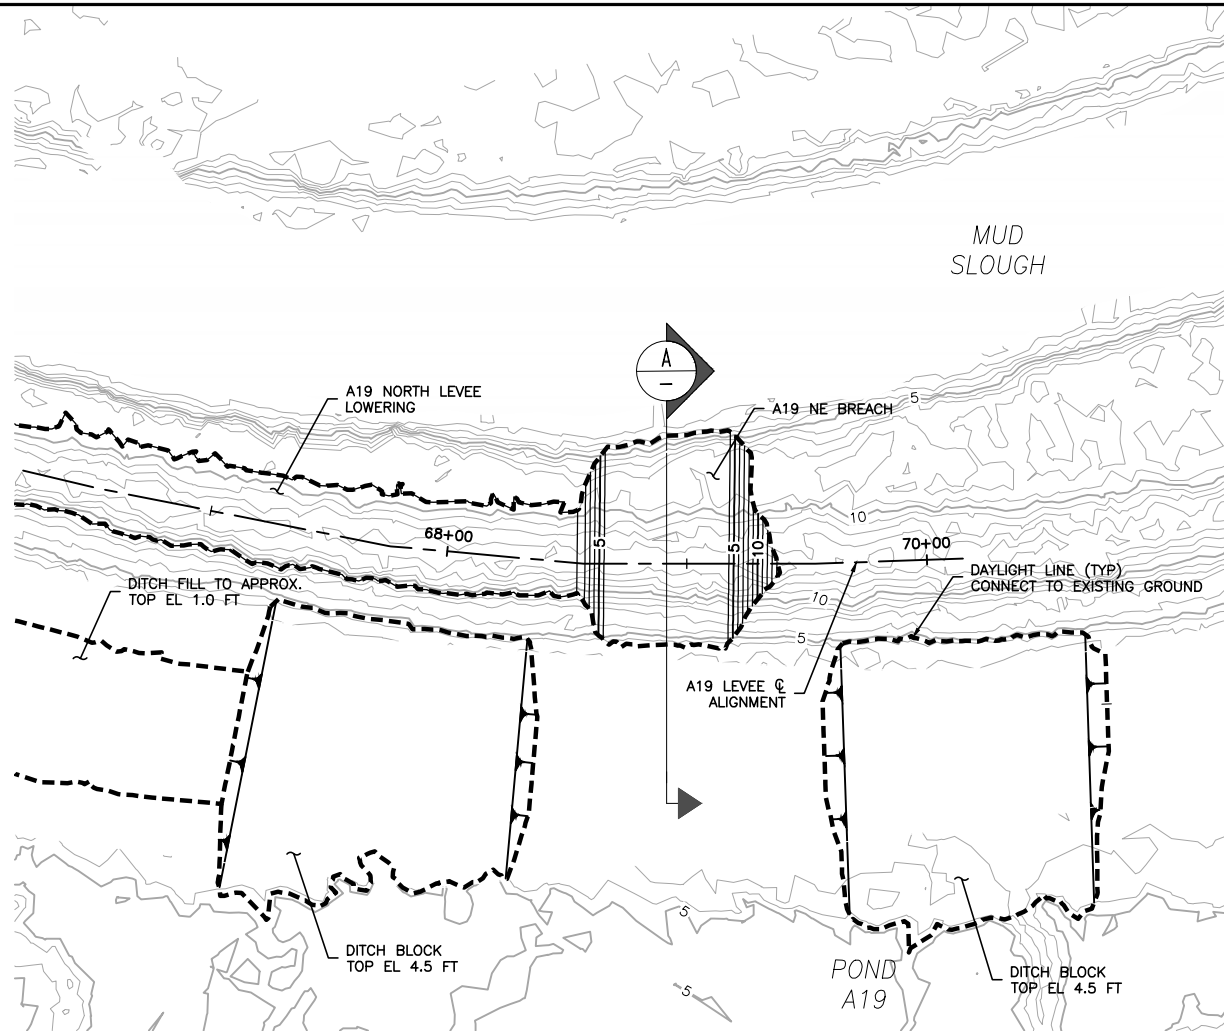 MUD
SLOUGH
A
–
A19 NORTH LEVEE
LOWERING
5
A19 NE BREACH
10
68+00
5
5
10
70+00
DAYLIGHT LINE (TYP)
CONNECT TO EXISTING GROUND
DITCH FILL TO APPROX.
TOP EL 1.0 FT
10
5
A19 LEVEE ℄
ALIGNMENT
5
DITCH BLOCK
TOP EL 4.5 FT
POND
A19
DITCH BLOCK
TOP EL 4.5 FT
5